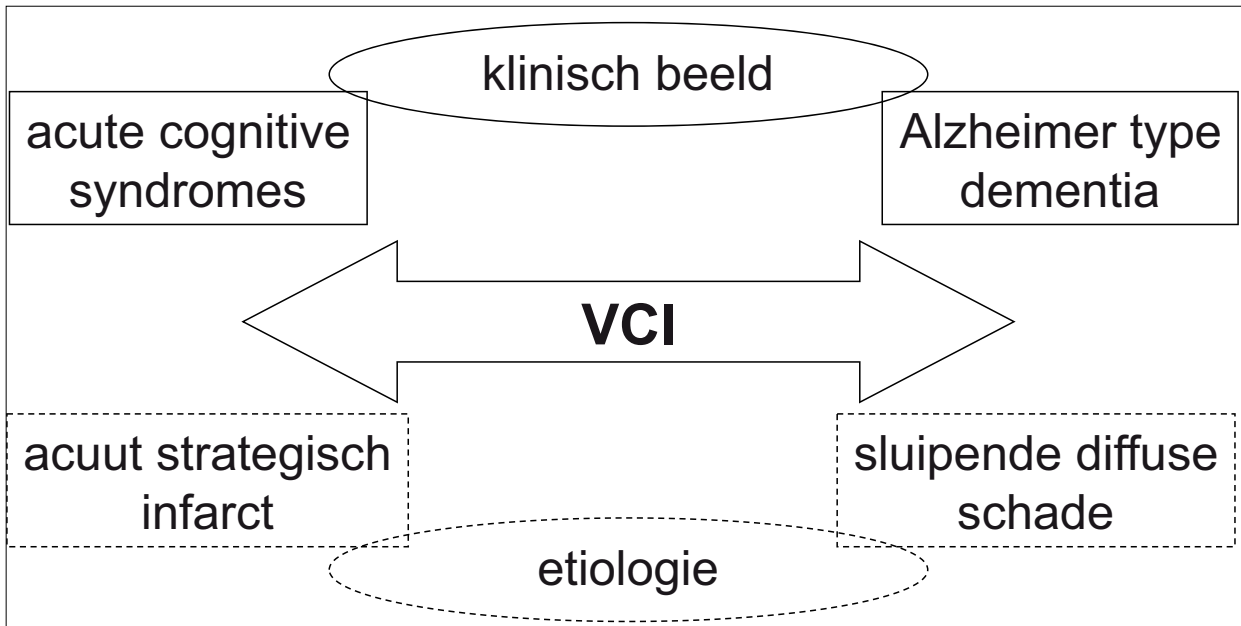 klinisch beeld
acute cognitive
syndromes
Alzheimer type
dementia
VCI
acuut strategisch
infarct
sluipende diffuse
schade
etiologie